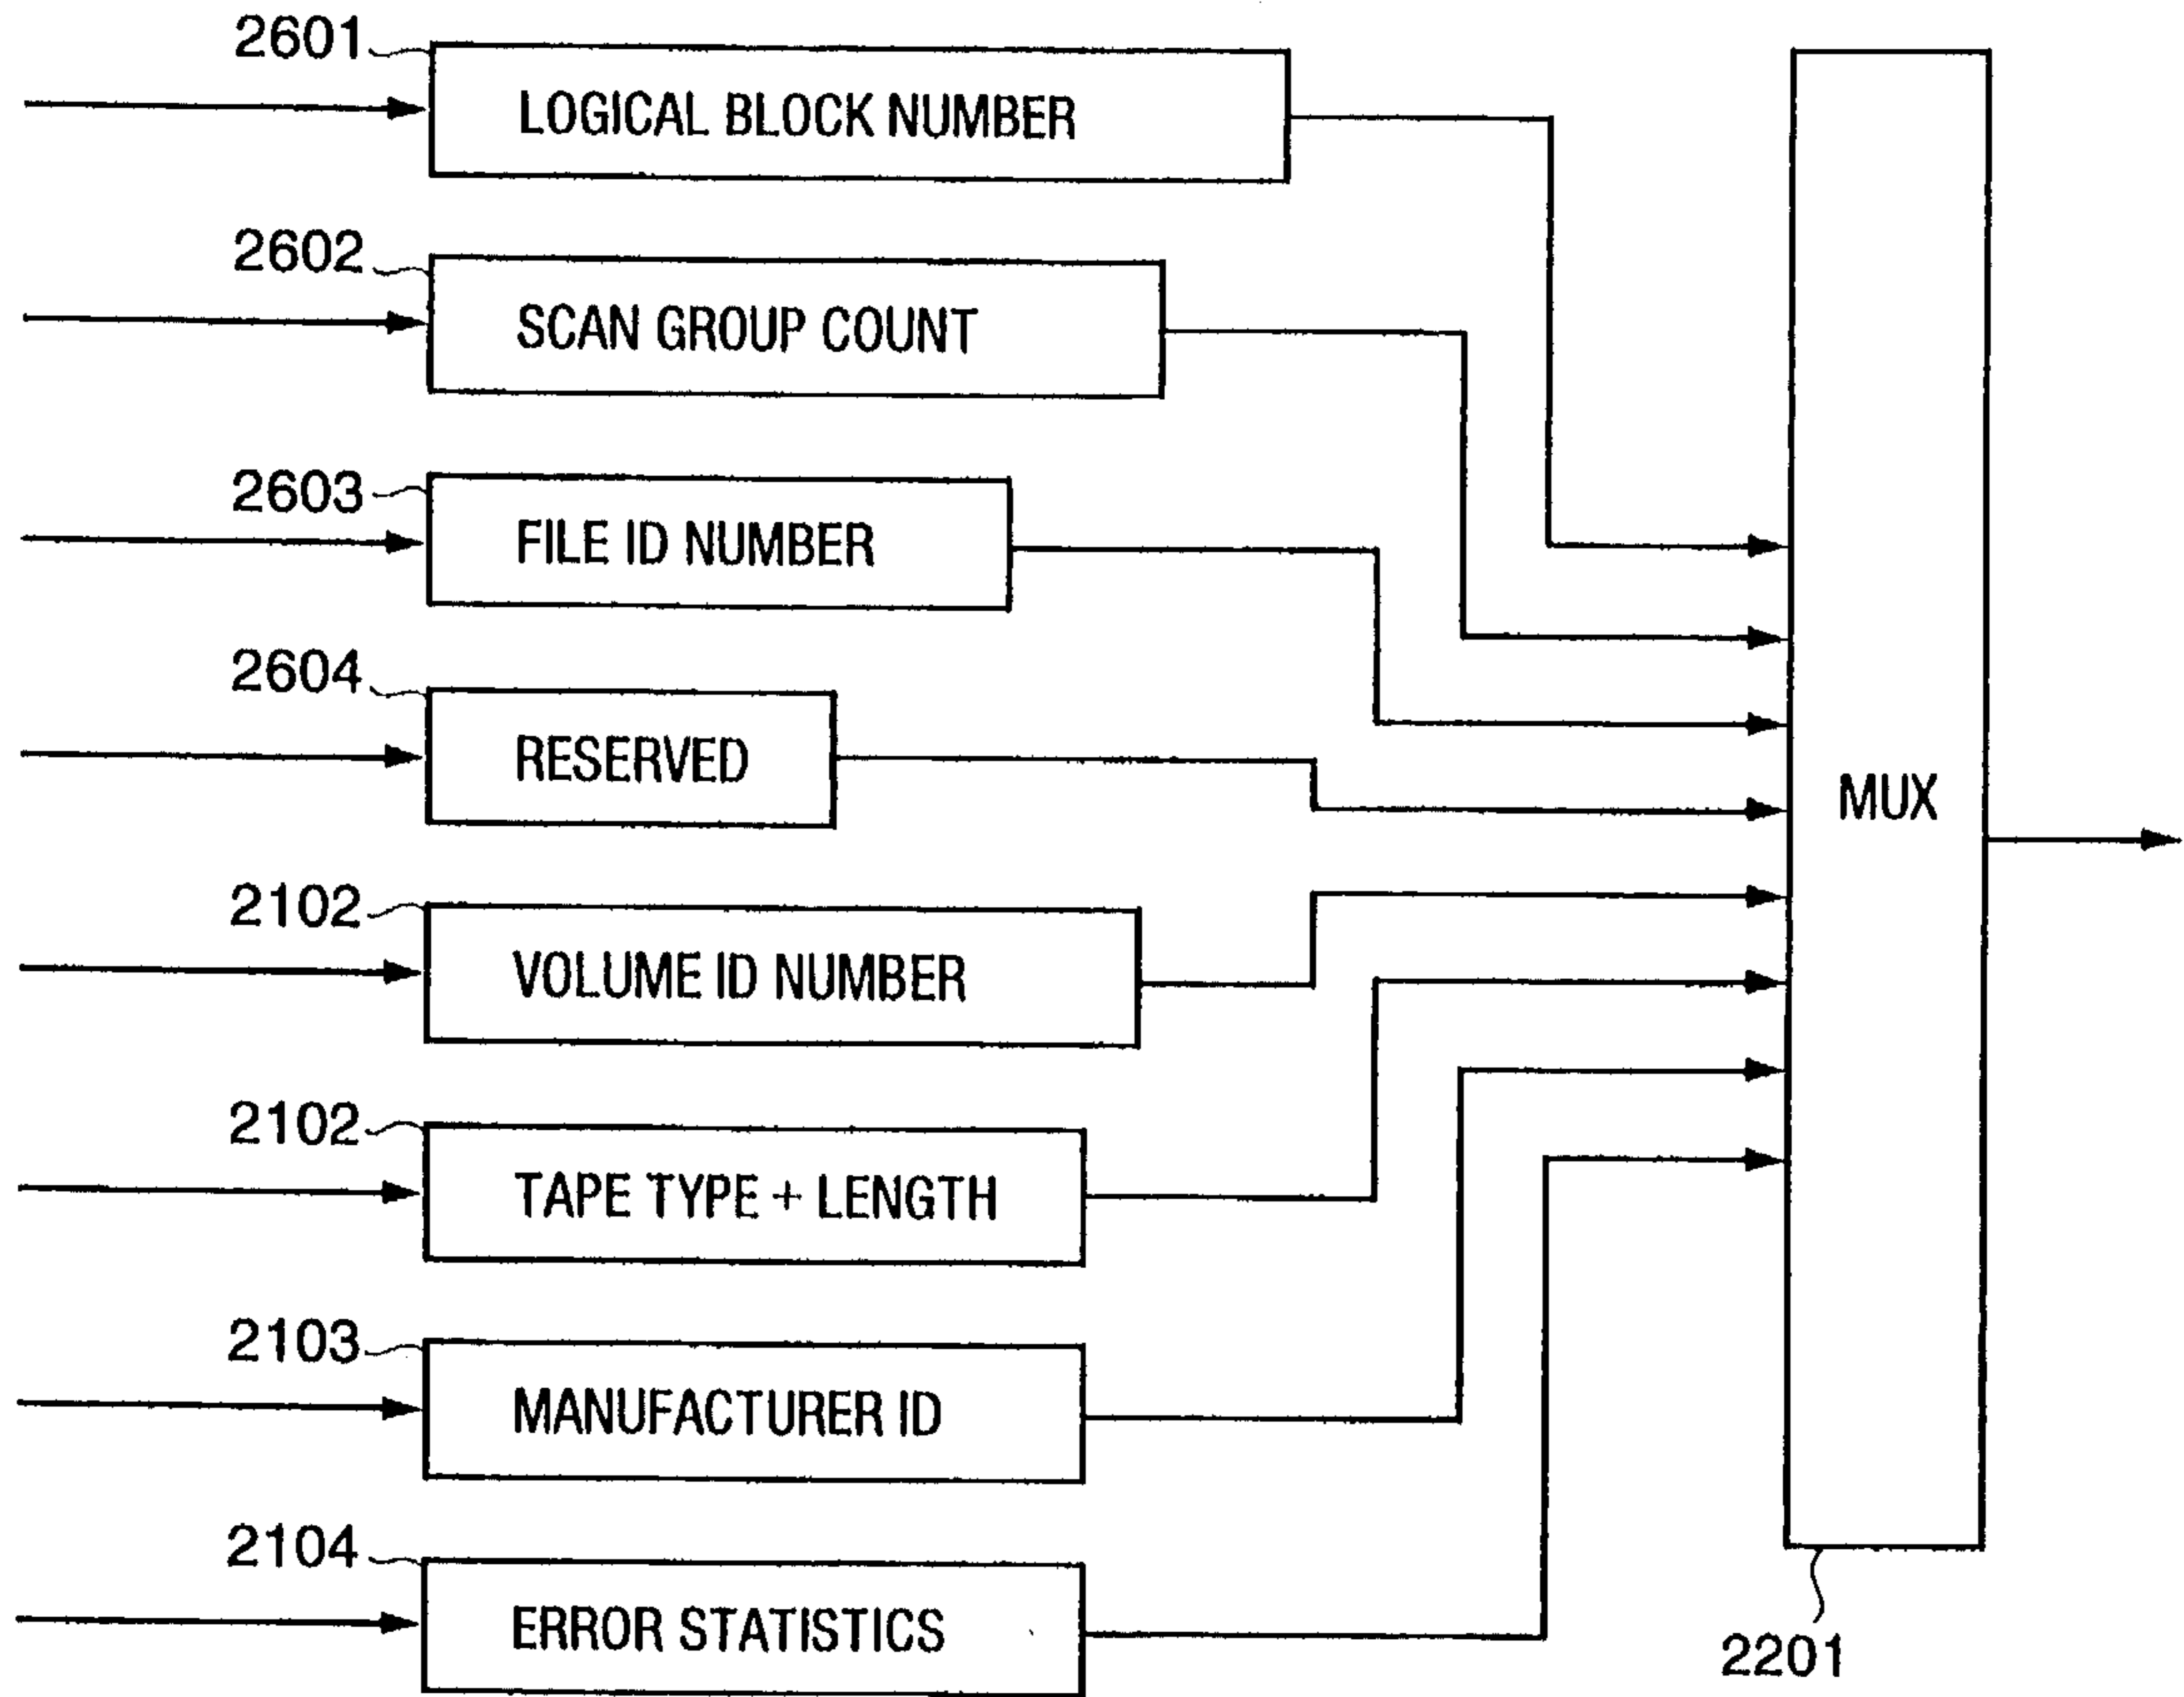 2601
LOGICAL BLOCK NUMBER
2602
SCAN GROUP COUNT
2603
FILE ID NUMBER
2604
RESERVED
MUX
2102
VOLUME ID NUMBER
2102
TAPE TYPE + LENGTH
2103
MANUFACTURER ID
2104
ERROR STATISTICS
2201